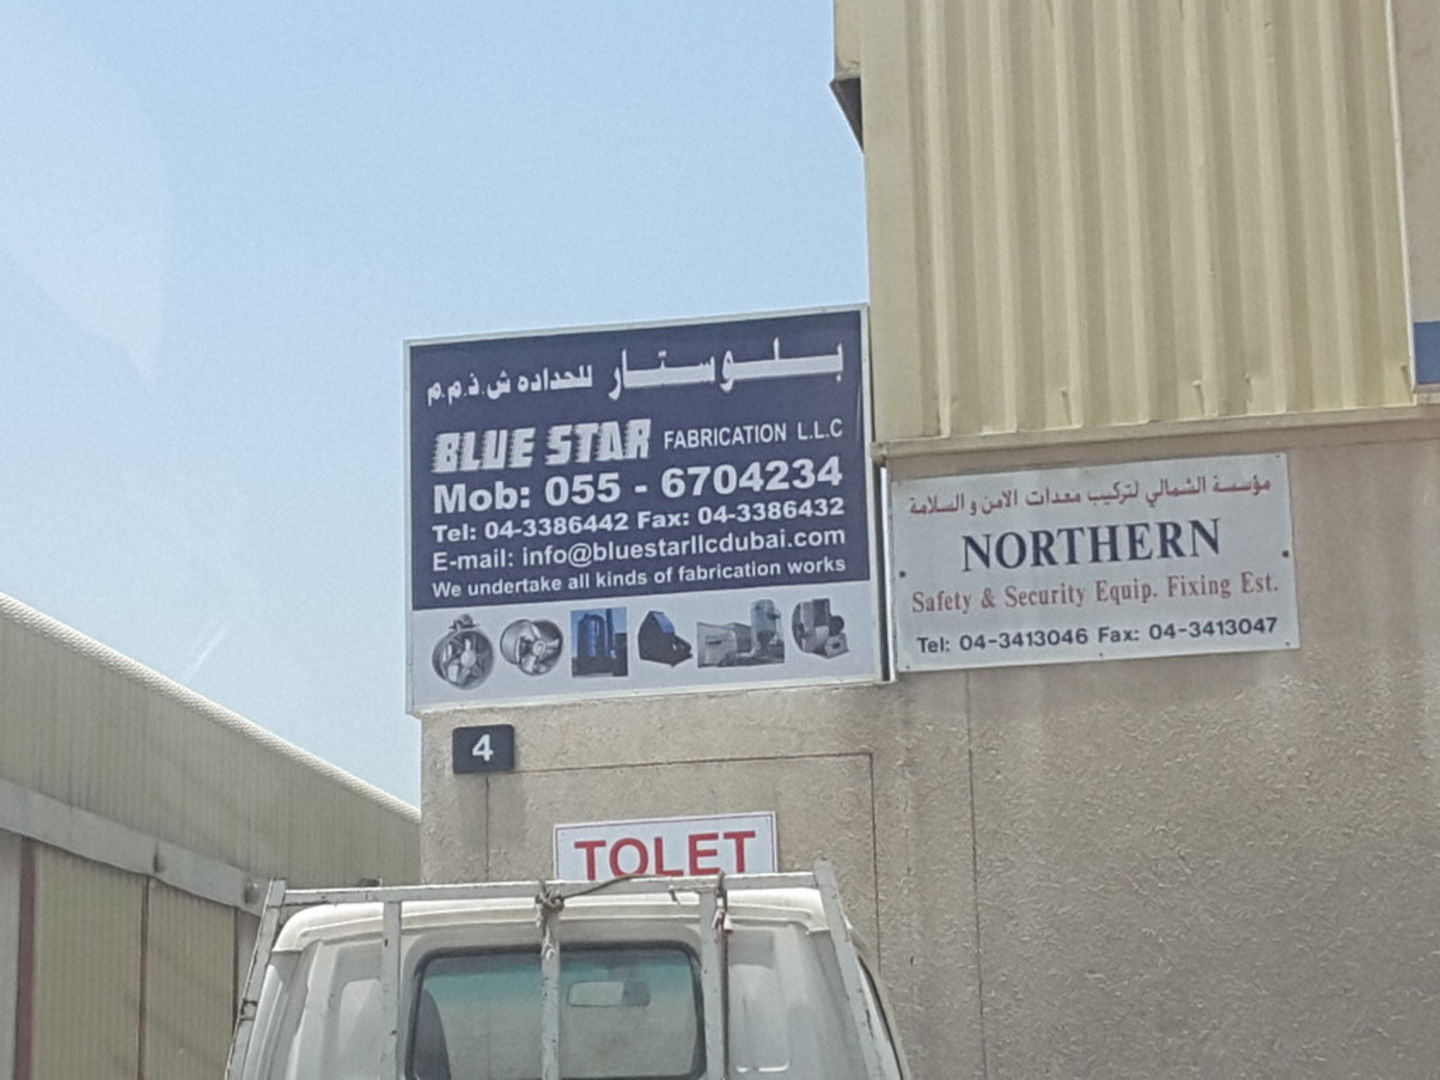 بلوستار للحداده ش.ذ.م.م
BLUE STAR FABRICATION L.L.C
Mob: 055 - 6704234
Tel: 04-3386442 Fax: 04-3386432
E-mail: info@bluestarllcdubai.com
We undertake all kinds of fabrication works
مؤسسة الشمالي لتركيب معدات الامن و السلامة
NORTHERN
Safety & Security Equip. Fixing Est.
Tel: 04-3413046 Fax: 04-3413047
4
TOLET